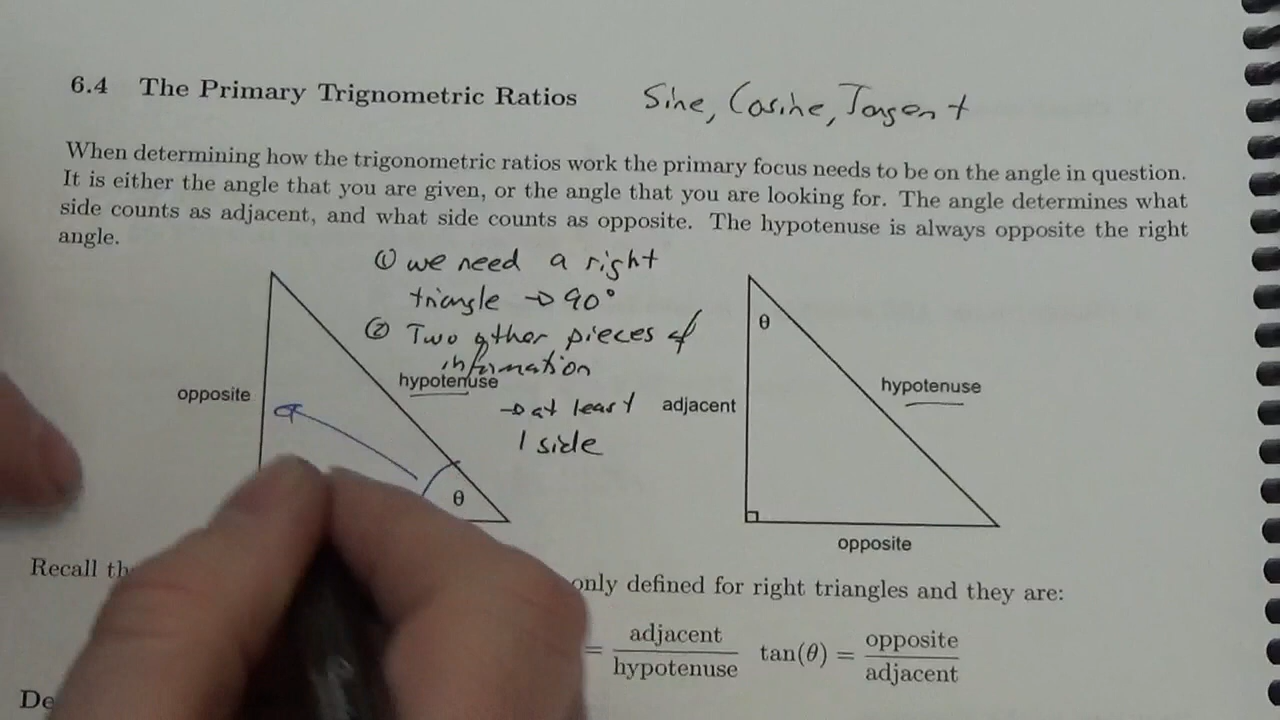 6.4 The Primary Trignometric Ratios
Sine, Cosine, Tangent
When determining how the trigonometric ratios work the primary focus needs to be on the angle in question.
It is either the angle that you are given, or the angle that you are looking for. The angle determines what
side counts as adjacent, and what side counts as opposite. The hypotenuse is always opposite the right
angle.
① we need a right
triangle → 90°
② Two other pieces of
information
→ at least
1 side
opposite
hypotenuse
θ
θ
adjacent
hypotenuse
opposite
Recall
only defined for right triangles and they are:
= adjacent / hypotenuse tan(θ) = opposite / adjacent